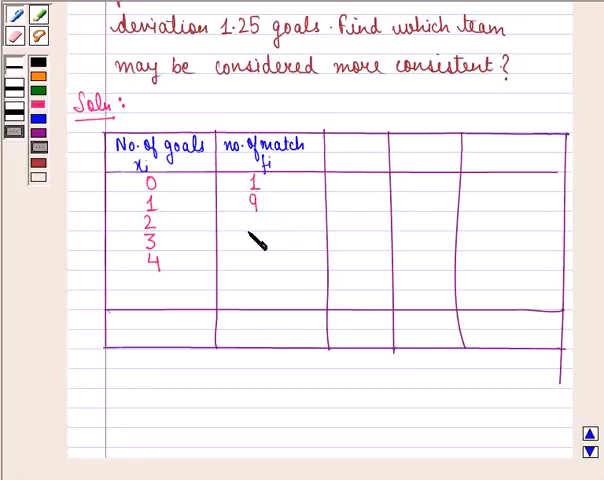 deviation 1.25 goals. Find which team
may be considered more consistent?
Soln:
No. of goals xi no. of match fi
0 1
1 9
2
3
4